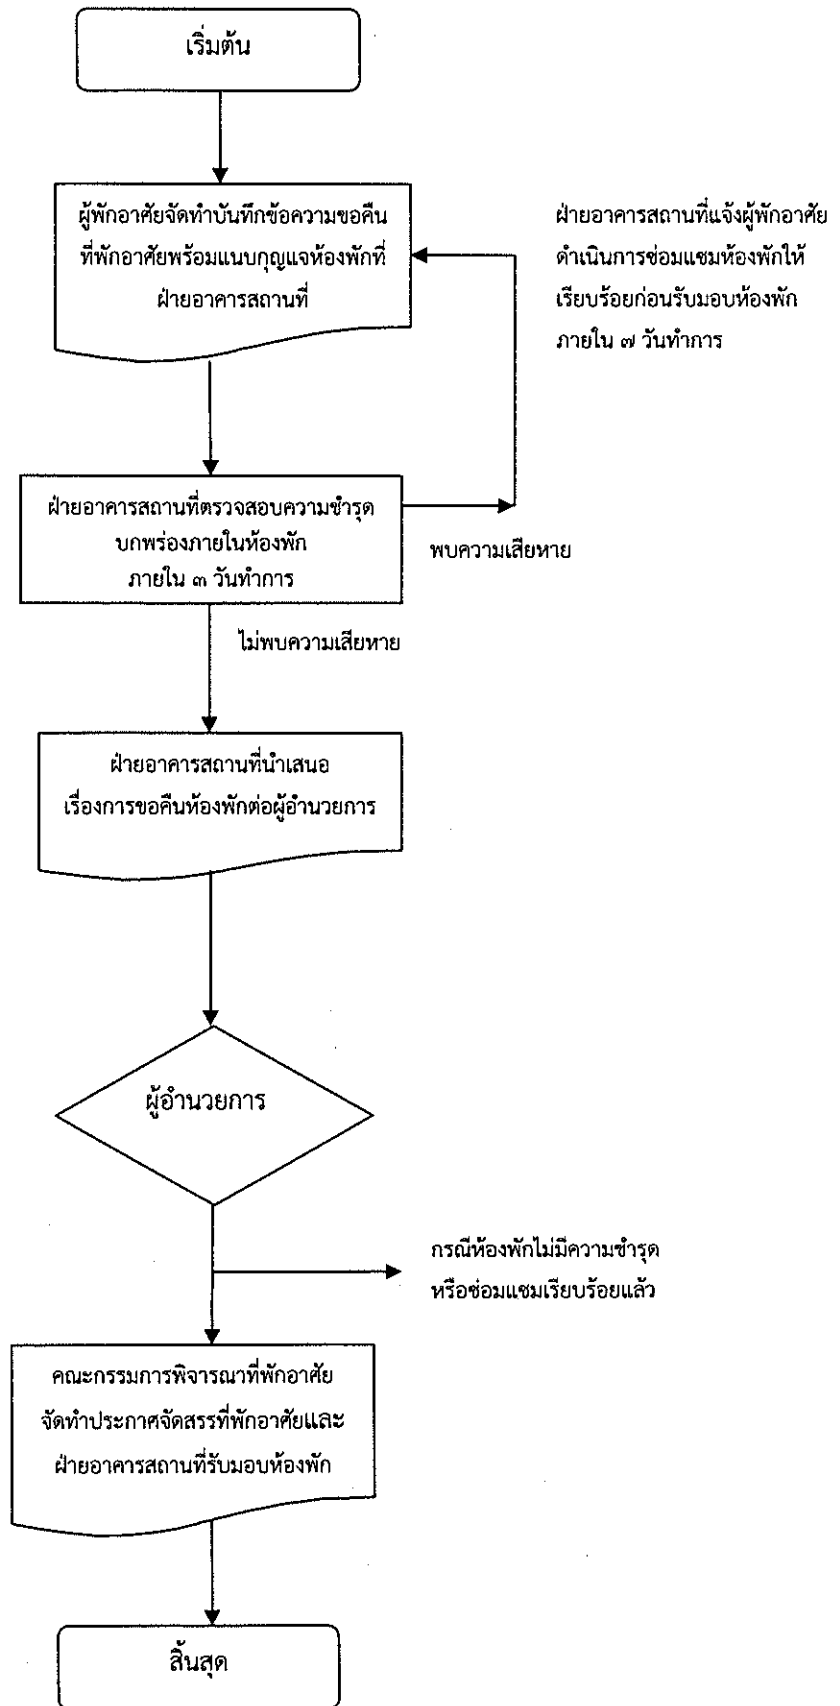 เริ่มต้น
ผู้พักอาศัยจัดทำบันทึกข้อความขอคืน
ที่พักอาศัยพร้อมแนบกุญแจห้องพักที่
ฝ่ายอาคารสถานที่
ฝ่ายอาคารสถานที่แจ้งผู้พักอาศัย
ดำเนินการซ่อมแซมห้องพักให้
เรียบร้อยก่อนรับมอบห้องพัก
ภายใน ๗ วันทำการ
ฝ่ายอาคารสถานที่ตรวจสอบความชำรุด
บกพร่องภายในห้องพัก
ภายใน ๓ วันทำการ
พบความเสียหาย
ไม่พบความเสียหาย
ฝ่ายอาคารสถานที่นำเสนอ
เรื่องการขอคืนห้องพักต่อผู้อำนวยการ
ผู้อำนวยการ
กรณีห้องพักไม่มีความชำรุด
หรือซ่อมแซมเรียบร้อยแล้ว
คณะกรรมการพิจารณาที่พักอาศัย
จัดทำประกาศจัดสรรที่พักอาศัยและ
ฝ่ายอาคารสถานที่รับมอบห้องพัก
สิ้นสุด